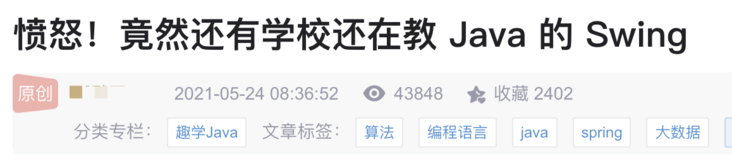 愤怒！竟然还有学校还在教 Java 的 Swing
原创 2021-05-24 08:36:52 43848 收藏 2402
分类专栏： 趣学Java 文章标签： 算法 编程语言 java spring 大数据